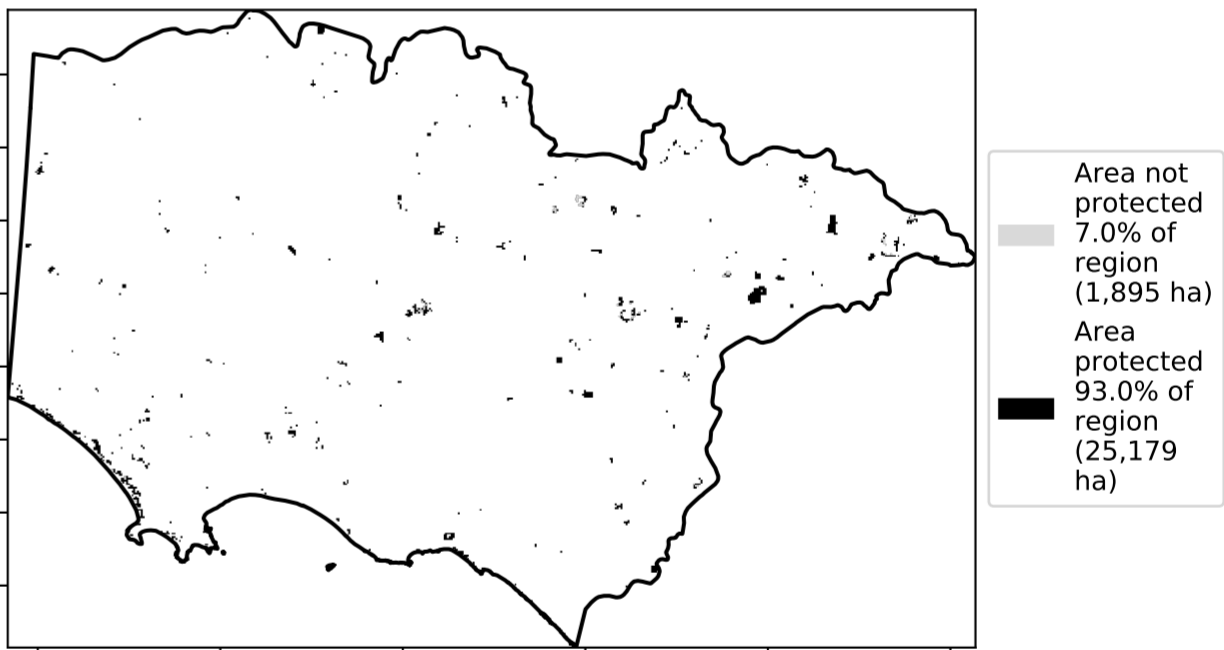 Area not
protected
7.0% of
region
(1,895 ha)
Area
protected
93.0% of
region
(25,179
ha)